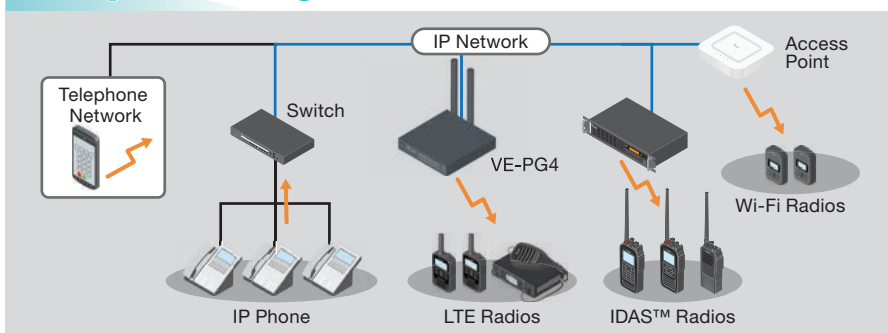 IP Network
Access
Point
Telephone
Network
Switch
VE-PG4
Wi-Fi Radios
IP Phone
LTE Radios
IDAS™ Radios